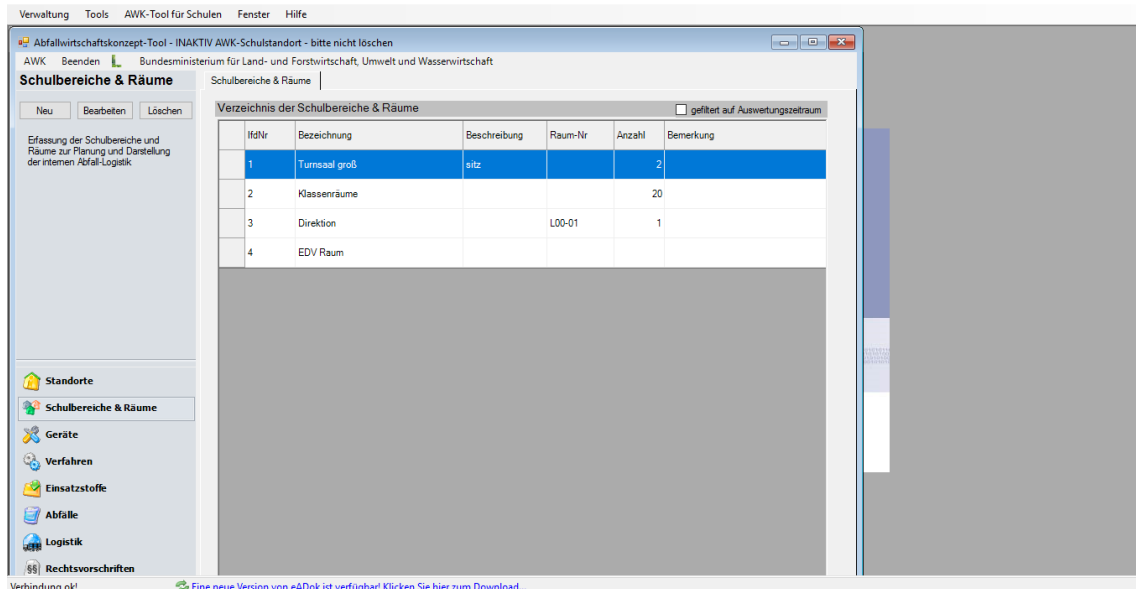 Verwaltung Tools AWK-Tool für Schulen Fenster Hilfe
Abfallwirtschaftskonzept-Tool - INAKTIV AWK-Schulstandort - bitte nicht löschen
AWK Beenden Bundesministerium für Land- und Forstwirtschaft, Umwelt und Wasserwirtschaft
Schulbereiche & Räume
Schulbereiche & Räume
Neu Bearbeiten Löschen
Erfassung der Schulbereiche und
Räume zur Planung und Darstellung
der internen Abfall-Logistik
Verzeichnis der Schulbereiche & Räume gefiltert auf Auswertungszeitraum
lfdNr Bezeichnung Beschreibung Raum-Nr Anzahl Bemerkung
1 Turnsaal groß sitz 2
2 Klassenräume 20
3 Direktion L00-01 1
4 EDV Raum
Standorte
Schulbereiche & Räume
Geräte
Verfahren
Einsatzstoffe
Abfälle
Logistik
§§ Rechtsvorschriften
Verbindung ok! Eine neue Version von eADok ist verfügbar! Klicken Sie hier zum Download...